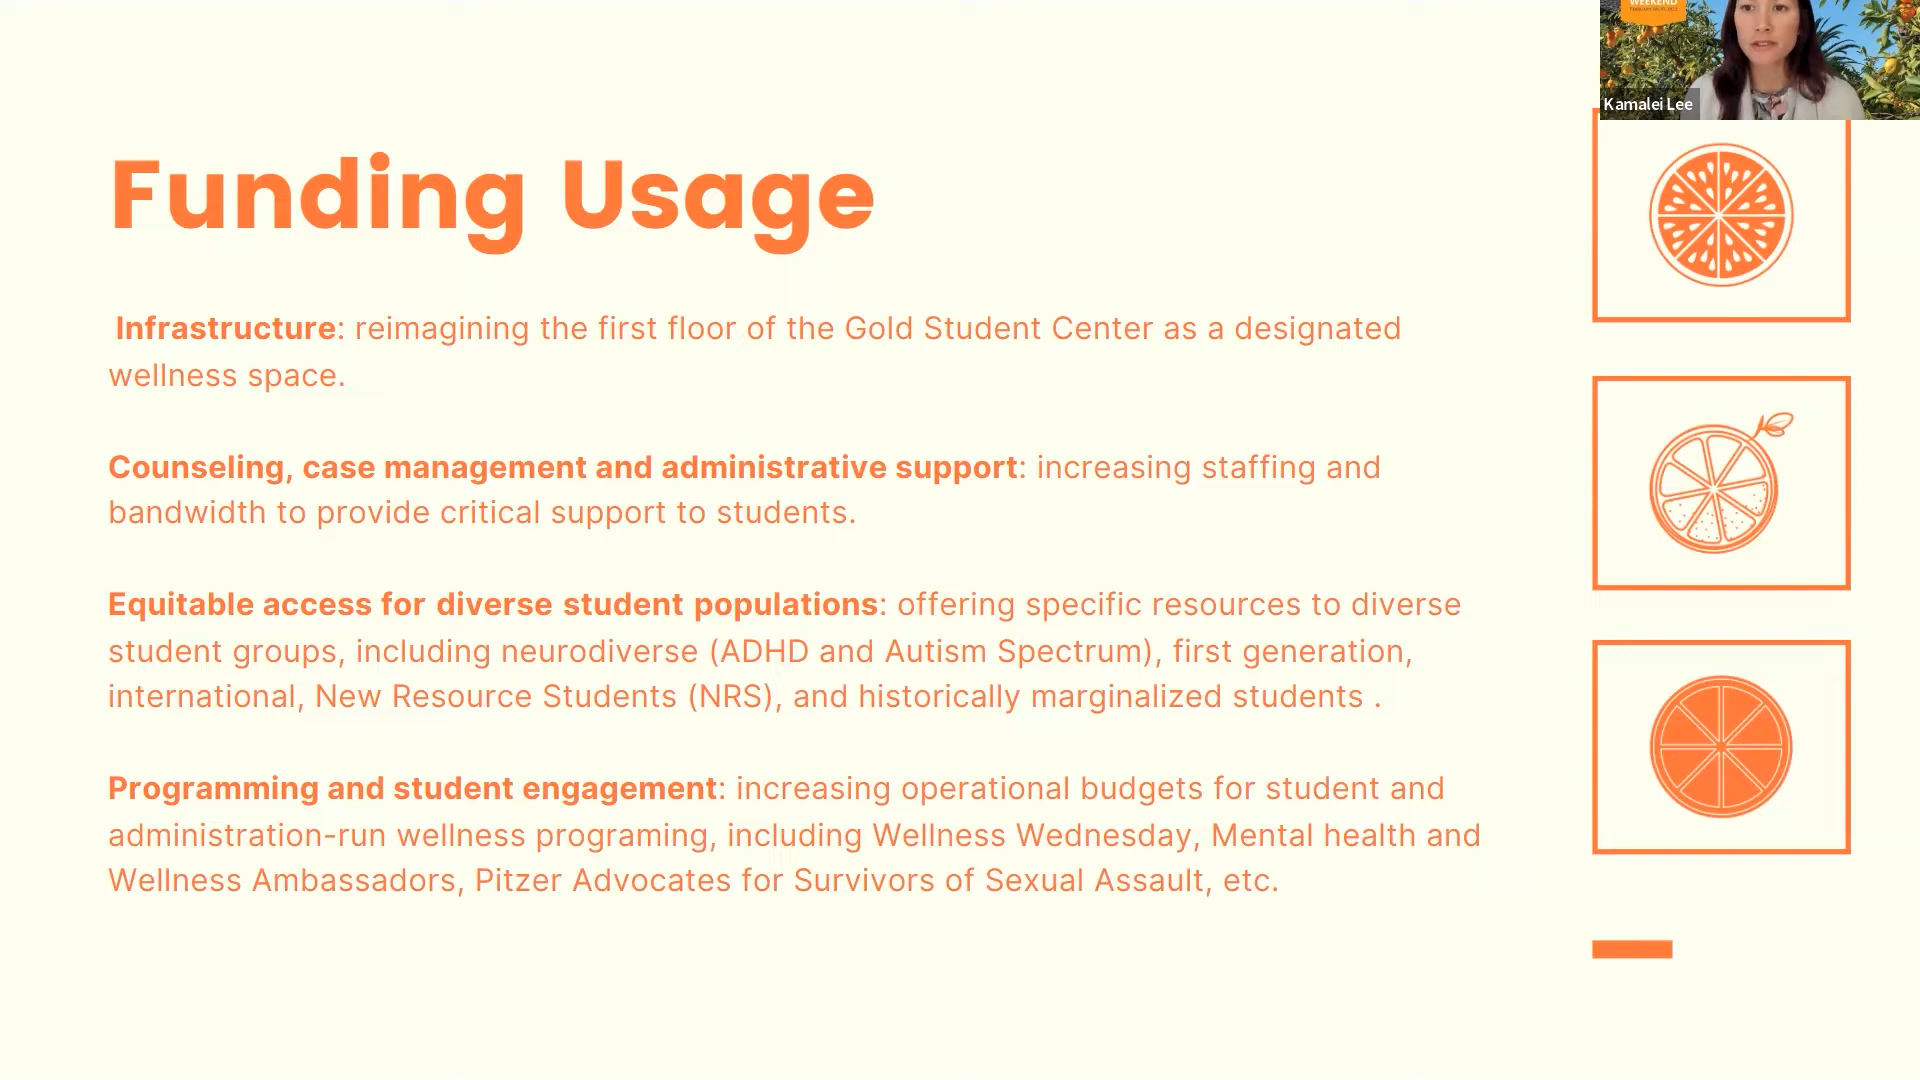 WEEKEND
Kamalei Lee
Funding Usage
Infrastructure: reimagining the first floor of the Gold Student Center as a designated
wellness space.
Counseling, case management and administrative support: increasing staffing and
bandwidth to provide critical support to students.
Equitable access for diverse student populations: offering specific resources to diverse
student groups, including neurodiverse (ADHD and Autism Spectrum), first generation,
international, New Resource Students (NRS), and historically marginalized students .
Programming and student engagement: increasing operational budgets for student and
administration-run wellness programing, including Wellness Wednesday, Mental health and
Wellness Ambassadors, Pitzer Advocates for Survivors of Sexual Assault, etc.